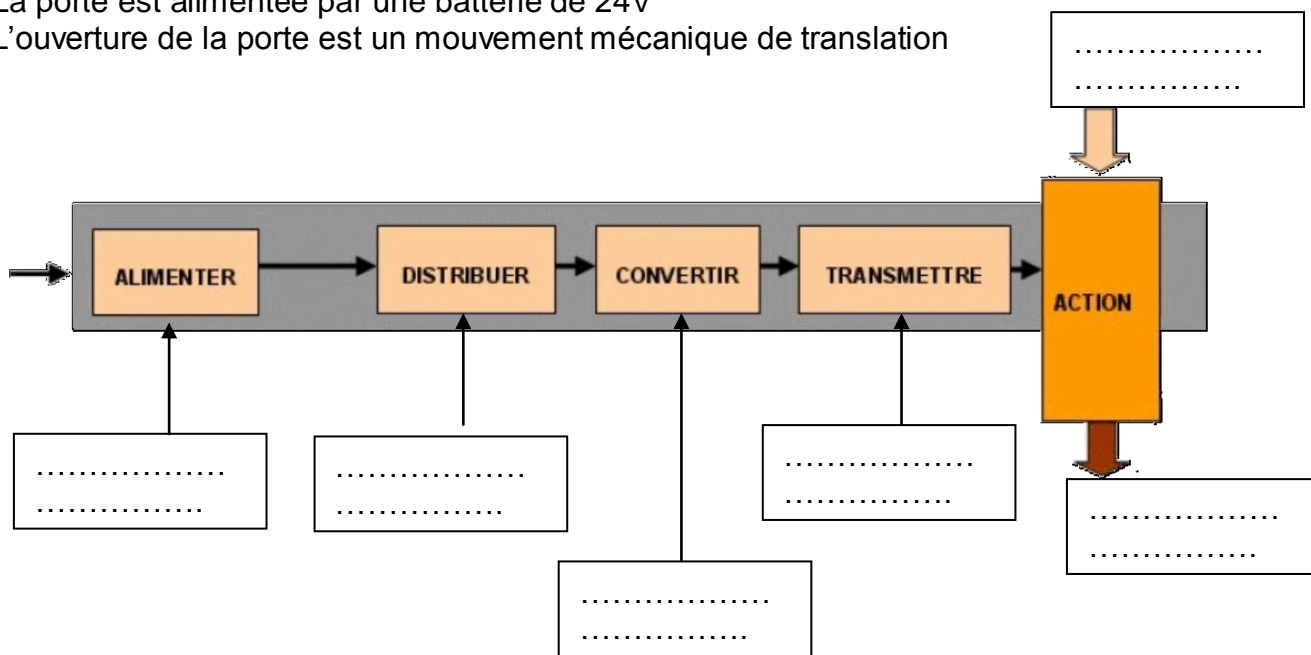 La porte est alimentée par une batterie de 24V
L'ouverture de la porte est un mouvement mécanique de translation
..................
................
ALIMENTER
DISTRIBUER
CONVERTIR
TRANSMETTRE
ACTION
..................
................
..................
................
..................
................
..................
................
..................
................